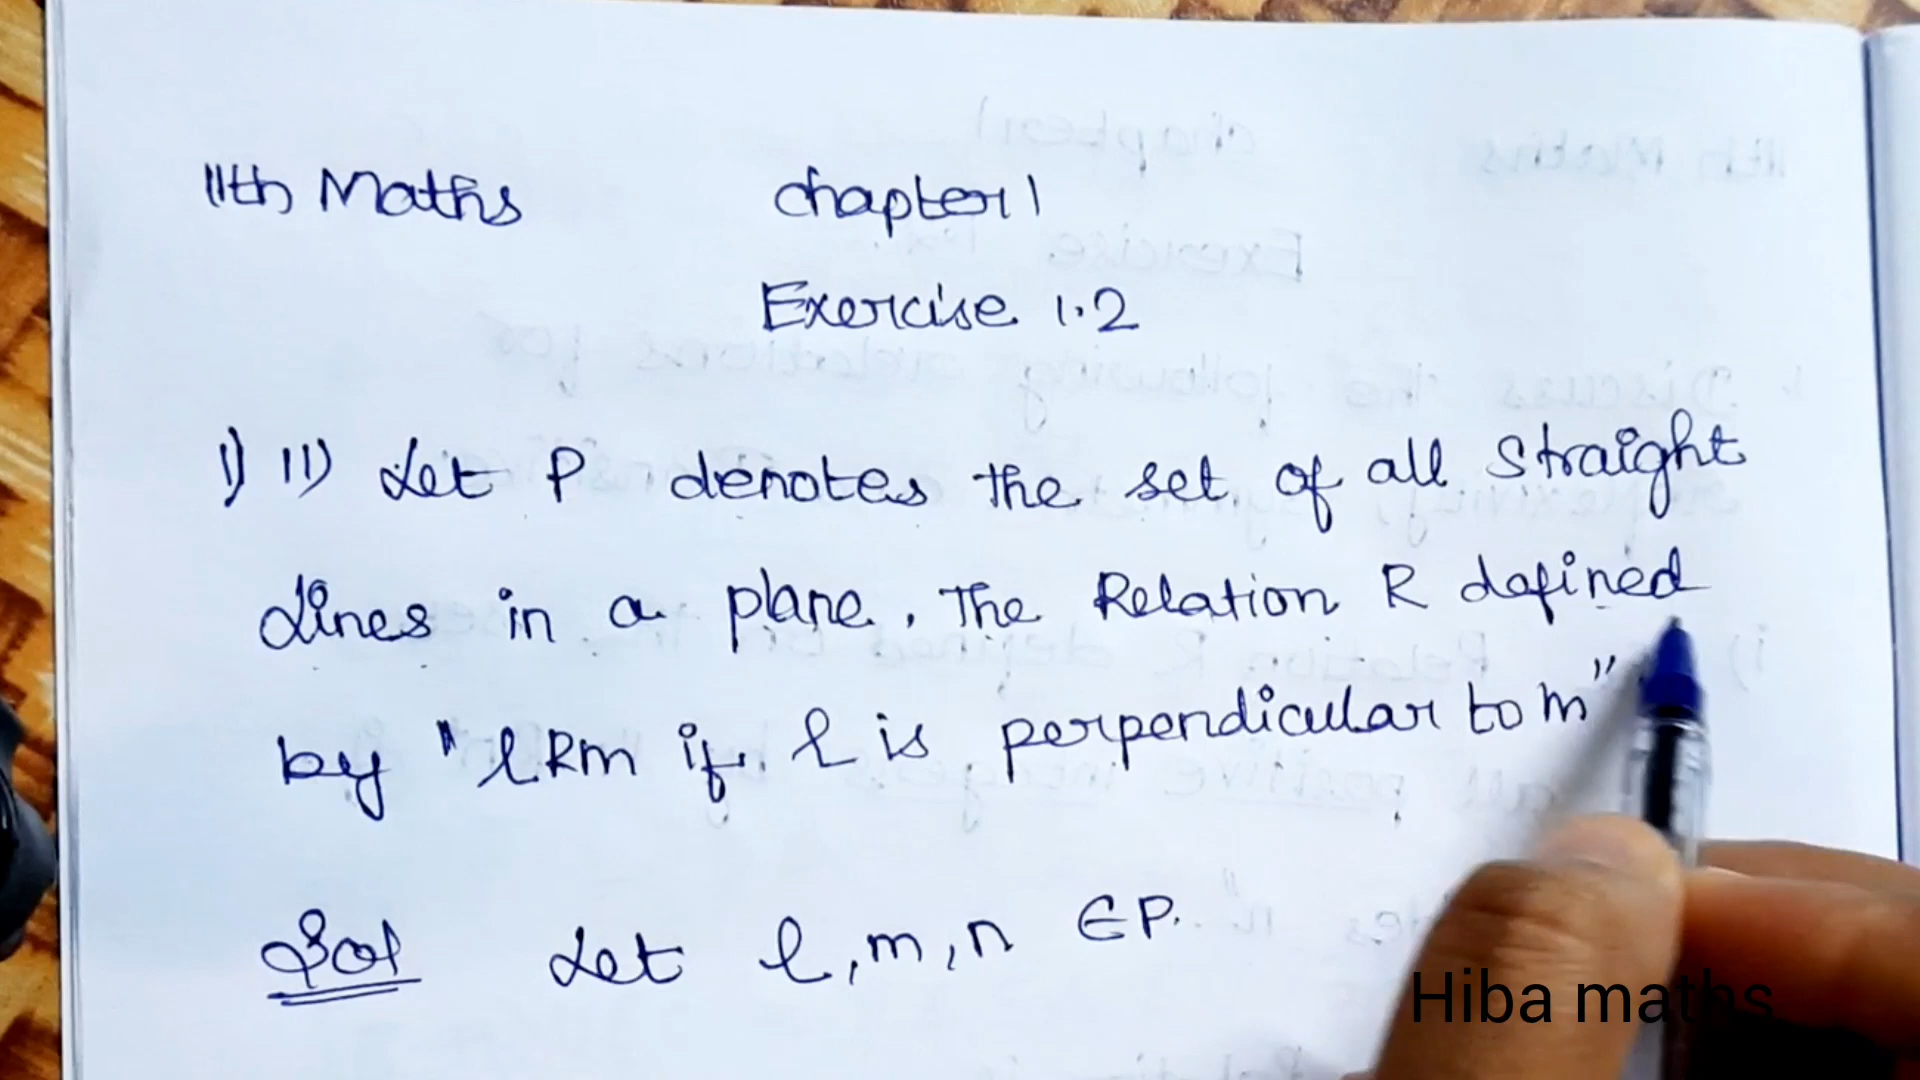 11th Maths chapter 1
Exercise 1.2
1) 11) Let P denotes the set of all straight
Lines in a plane. The Relation R defined
by "lRm if l is perpendicular to m"
Sol Let l, m, n ∈ P.
Hiba maths